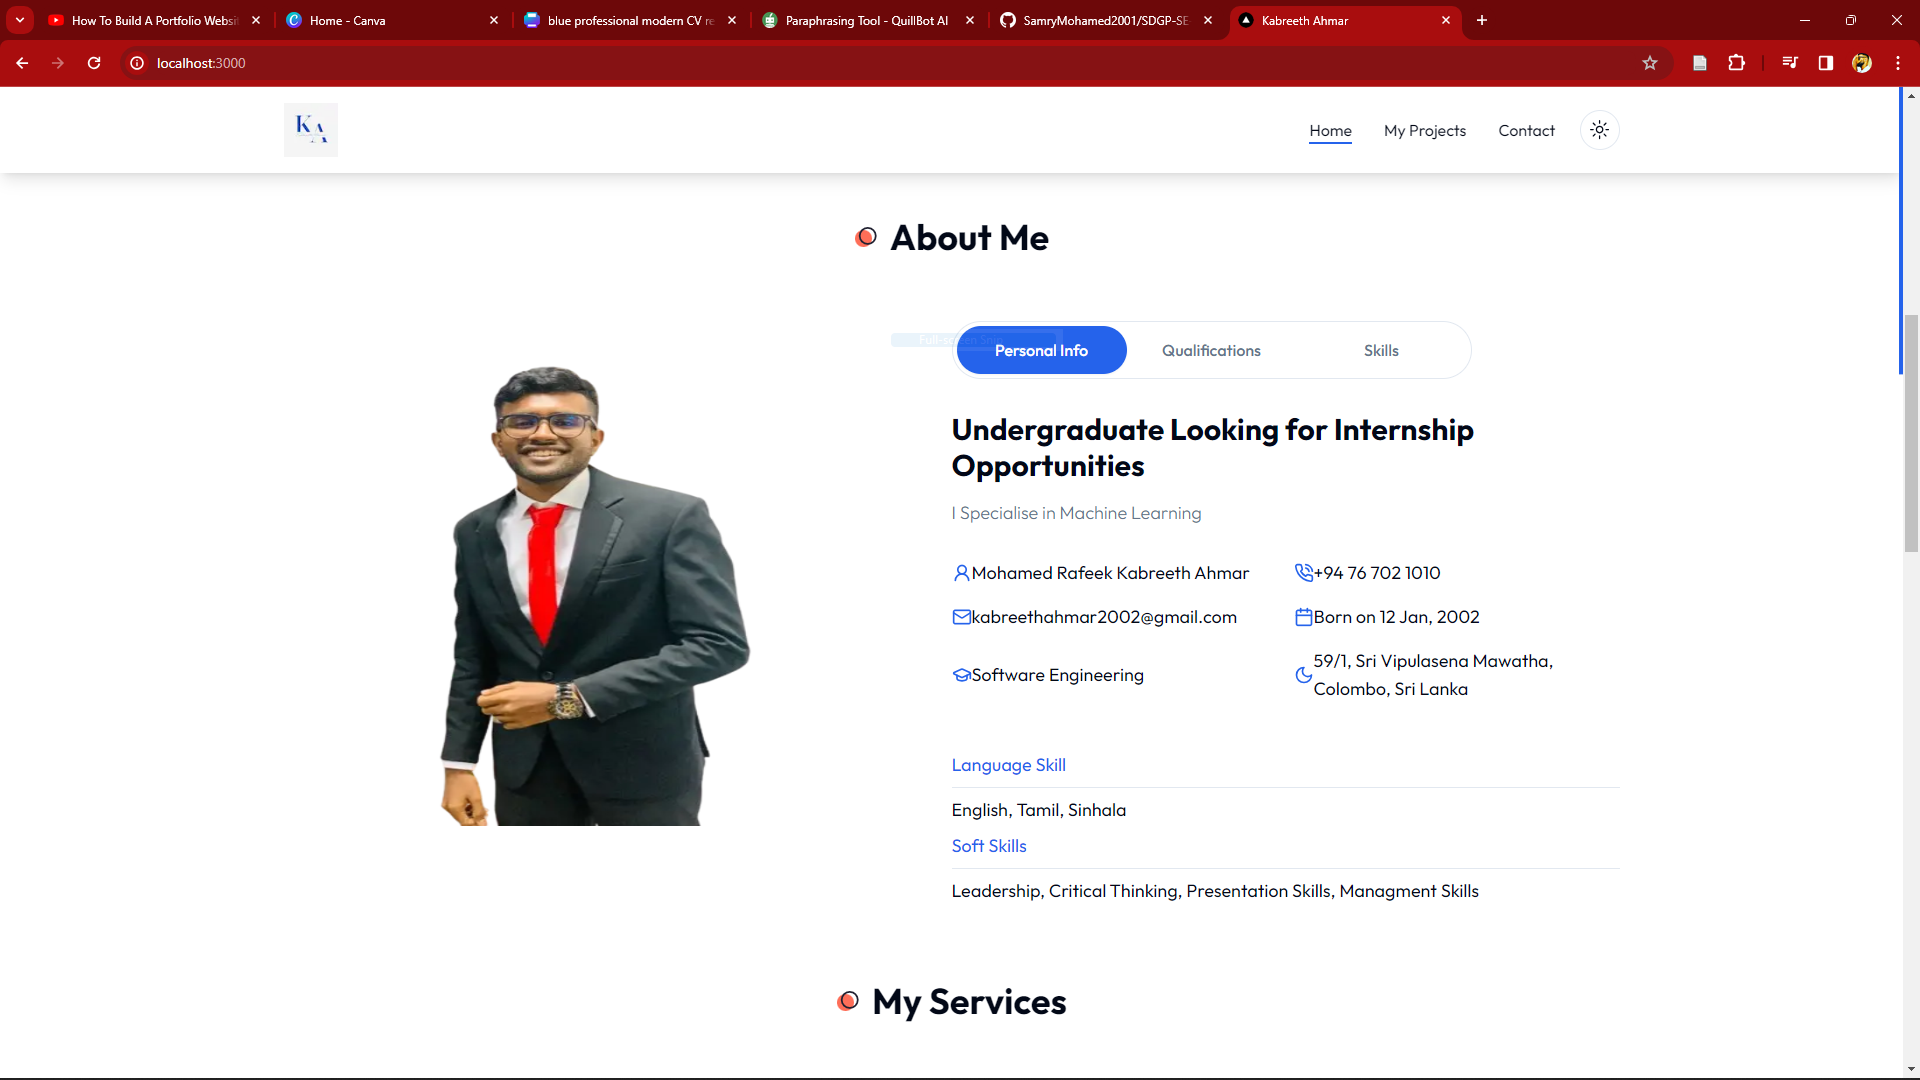 How To Build A Portfolio Websi
Home - Canva
blue professional modern CV re
Paraphrasing Tool - QuillBot AI
SamryMohamed2001/SDGP-SE
Kabreeth Ahmar
localhost:3000
K A A
Home
My Projects
Contact
About Me
Personal Info
Qualifications
Skills
Undergraduate Looking for Internship
Opportunities
I Specialise in Machine Learning
Mohamed Rafeek Kabreeth Ahmar
+94 76 702 1010
kabreethahmar2002@gmail.com
Born on 12 Jan, 2002
Software Engineering
59/1, Sri Vipulasena Mawatha,
Colombo, Sri Lanka
Language Skill
English, Tamil, Sinhala
Soft Skills
Leadership, Critical Thinking, Presentation Skills, Managment Skills
My Services